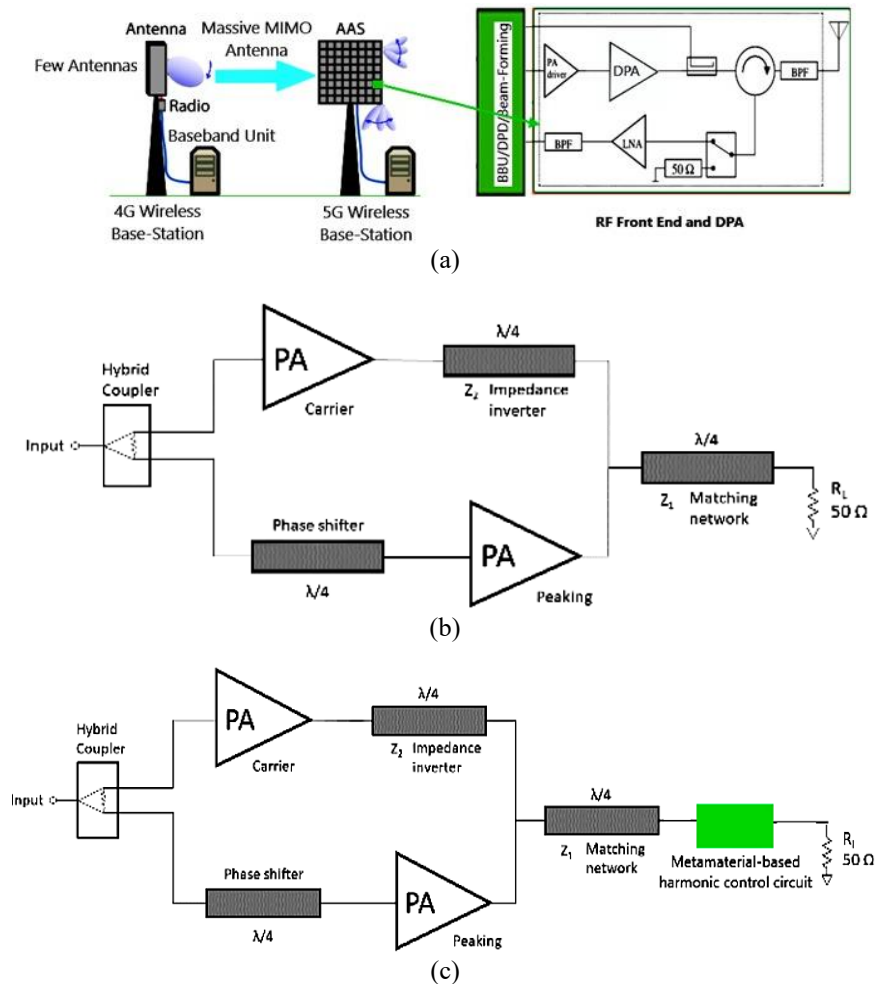 Antenna
Massive MIMO
Antenna
AAS
Few Antennas
Radio
Baseband Unit
4G Wireless
Base-Station
5G Wireless
Base-Station
BBU/DPD/Beam-Forming
PA
driver
DPA
BPF
BPF
LNA
50 Ω
RF Front End and DPA
(a)
Hybrid
Coupler
Input
PA
Carrier
λ/4
Z₂ Impedance
inverter
Phase shifter
λ/4
PA
Peaking
λ/4
Z₁ Matching
network
R_L
50 Ω
(b)
Hybrid
Coupler
Input
PA
Carrier
λ/4
Z₂ Impedance
inverter
Phase shifter
λ/4
PA
Peaking
λ/4
Z₁ Matching
network
Metamaterial-based
harmonic control circuit
R_L
50 Ω
(c)